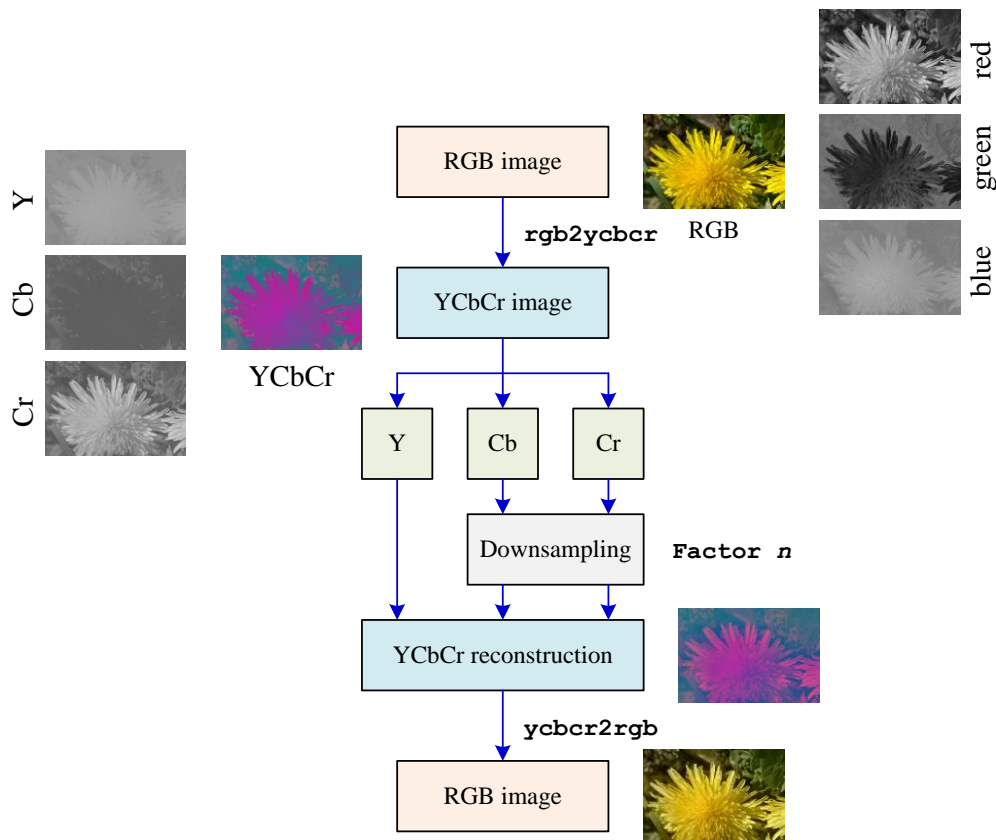 red
RGB image
green
Y
RGB
rgb2ycbcr
blue
Cb
YCbCr image
YCbCr
Cr
Y
Cb
Cr
Downsampling
Factor n
YCbCr reconstruction
ycbcr2rgb
RGB image